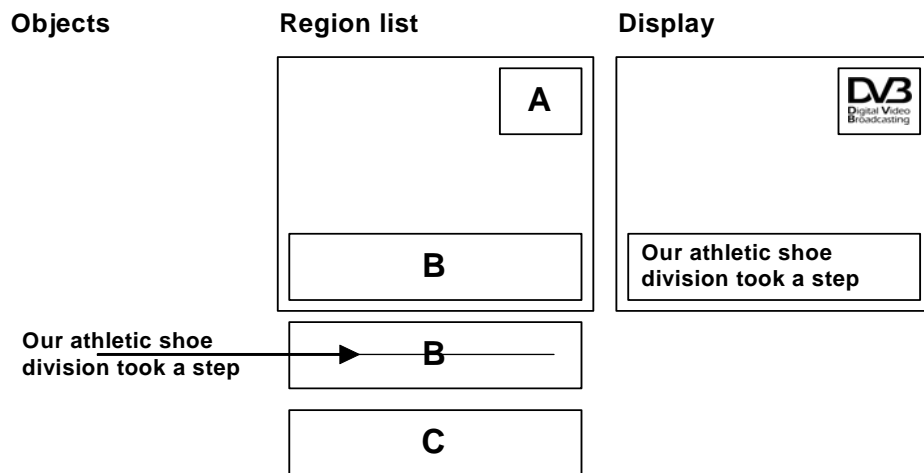 Objects
Region list
Display
A
DVB
Digital Video
Broadcasting
B
Our athletic shoe
division took a step
Our athletic shoe
division took a step
B
C